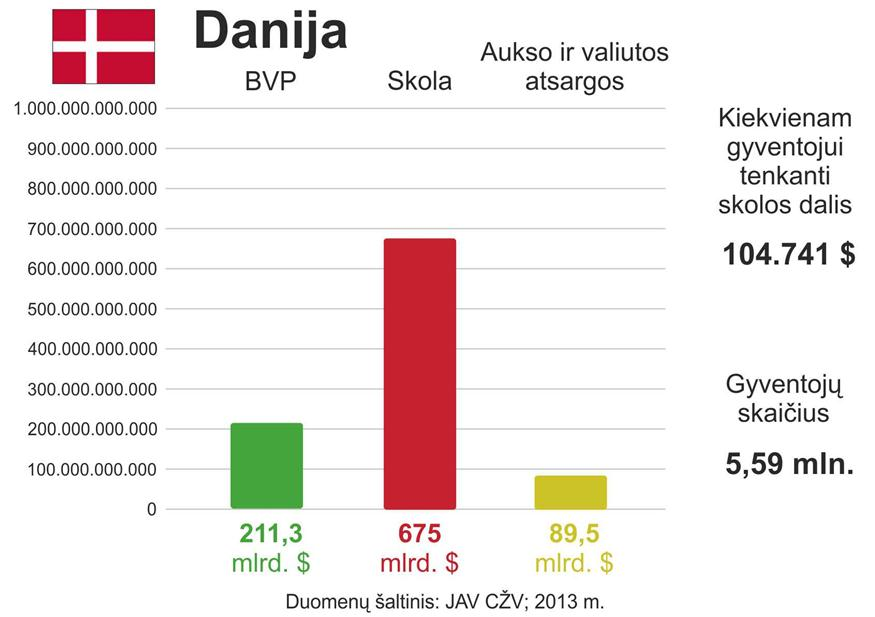 Danija
BVP
Skola
Aukso ir valiutos
atsargos
1.000.000.000.000
900.000.000.000
800.000.000.000
700.000.000.000
600.000.000.000
500.000.000.000
400.000.000.000
300.000.000.000
200.000.000.000
100.000.000.000
0
211,3
mlrd. $
675
mlrd. $
89,5
mlrd. $
Kiekvienam
gyventojui
tenkanti
skolos dalis
104.741 $
Gyventojų
skaičius
5,59 mln.
Duomenų šaltinis: JAV CŽV; 2013 m.